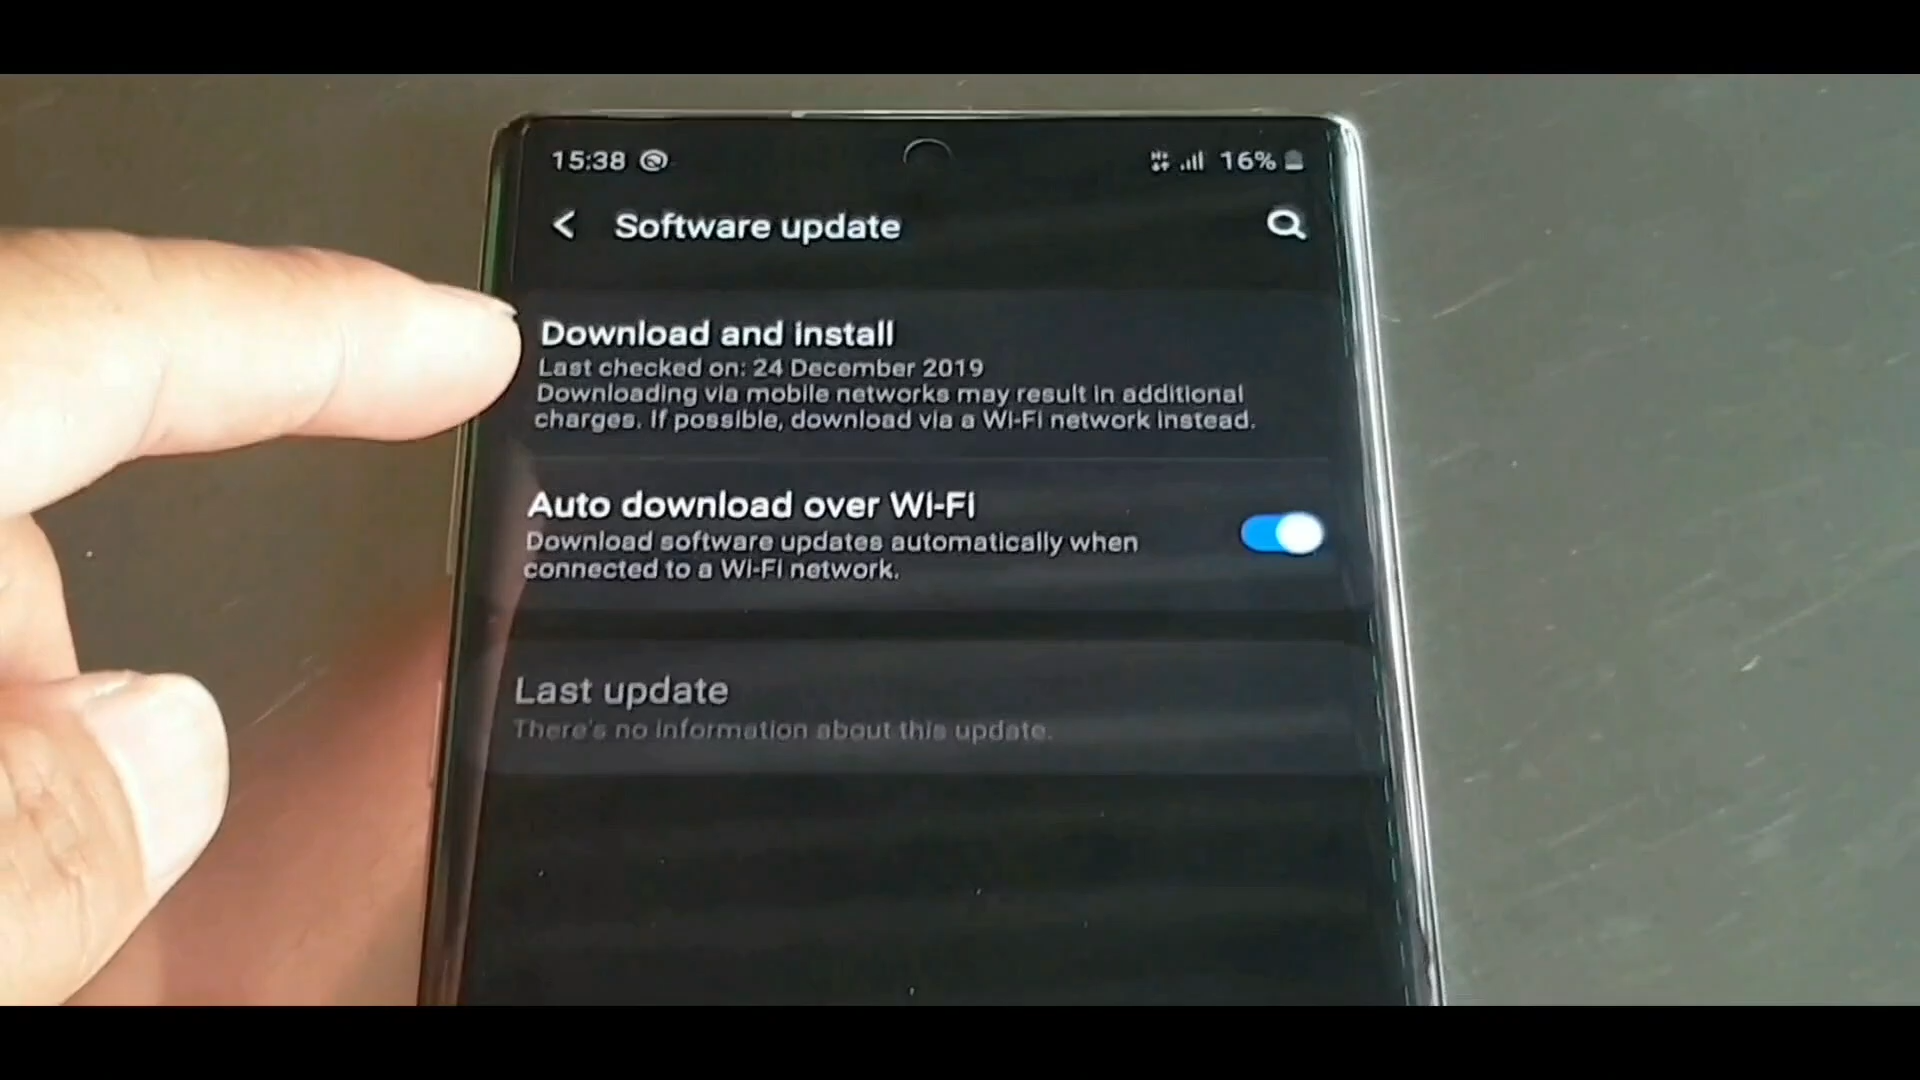 15:38
16%
Software update
Download and install
Last checked on: 24 December 2019
Downloading via mobile networks may result in additional
charges. If possible, download via a Wi-Fi network instead.
Auto download over Wi-Fi
Download software updates automatically when
connected to a Wi-Fi network.
Last update
There's no information about this update.